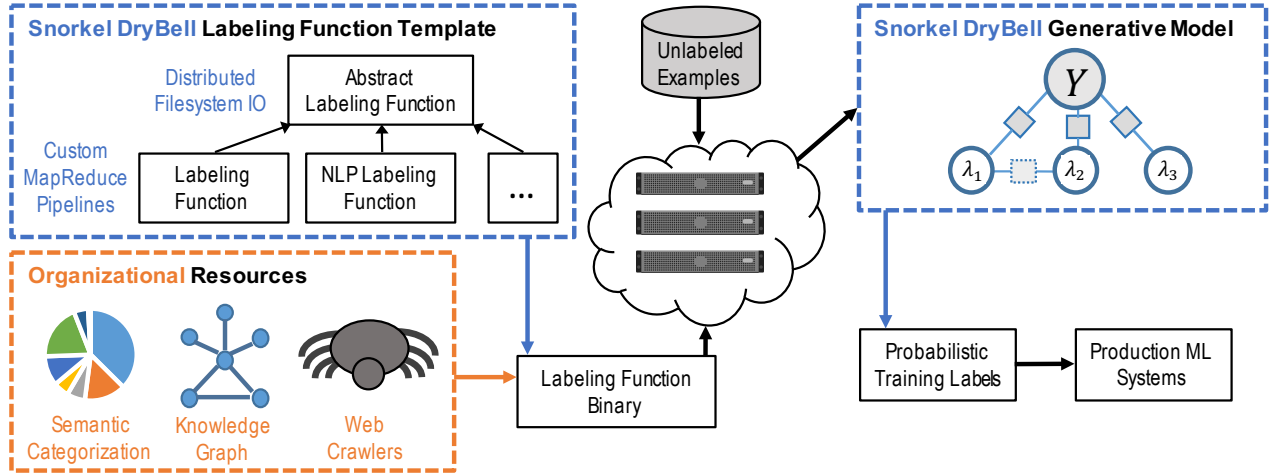 Snorkel DryBell Labeling Function Template
Distributed
Filesystem IO
Abstract
Labeling Function
Custom
MapReduce
Pipelines
Labeling
Function
NLP Labeling
Function
...
Organizational Resources
Semantic
Categorization
Knowledge
Graph
Web
Crawlers
Labeling Function
Binary
Unlabeled
Examples
Snorkel DryBell Generative Model
Y
λ1
λ2
λ3
Probabilistic
Training Labels
Production ML
Systems